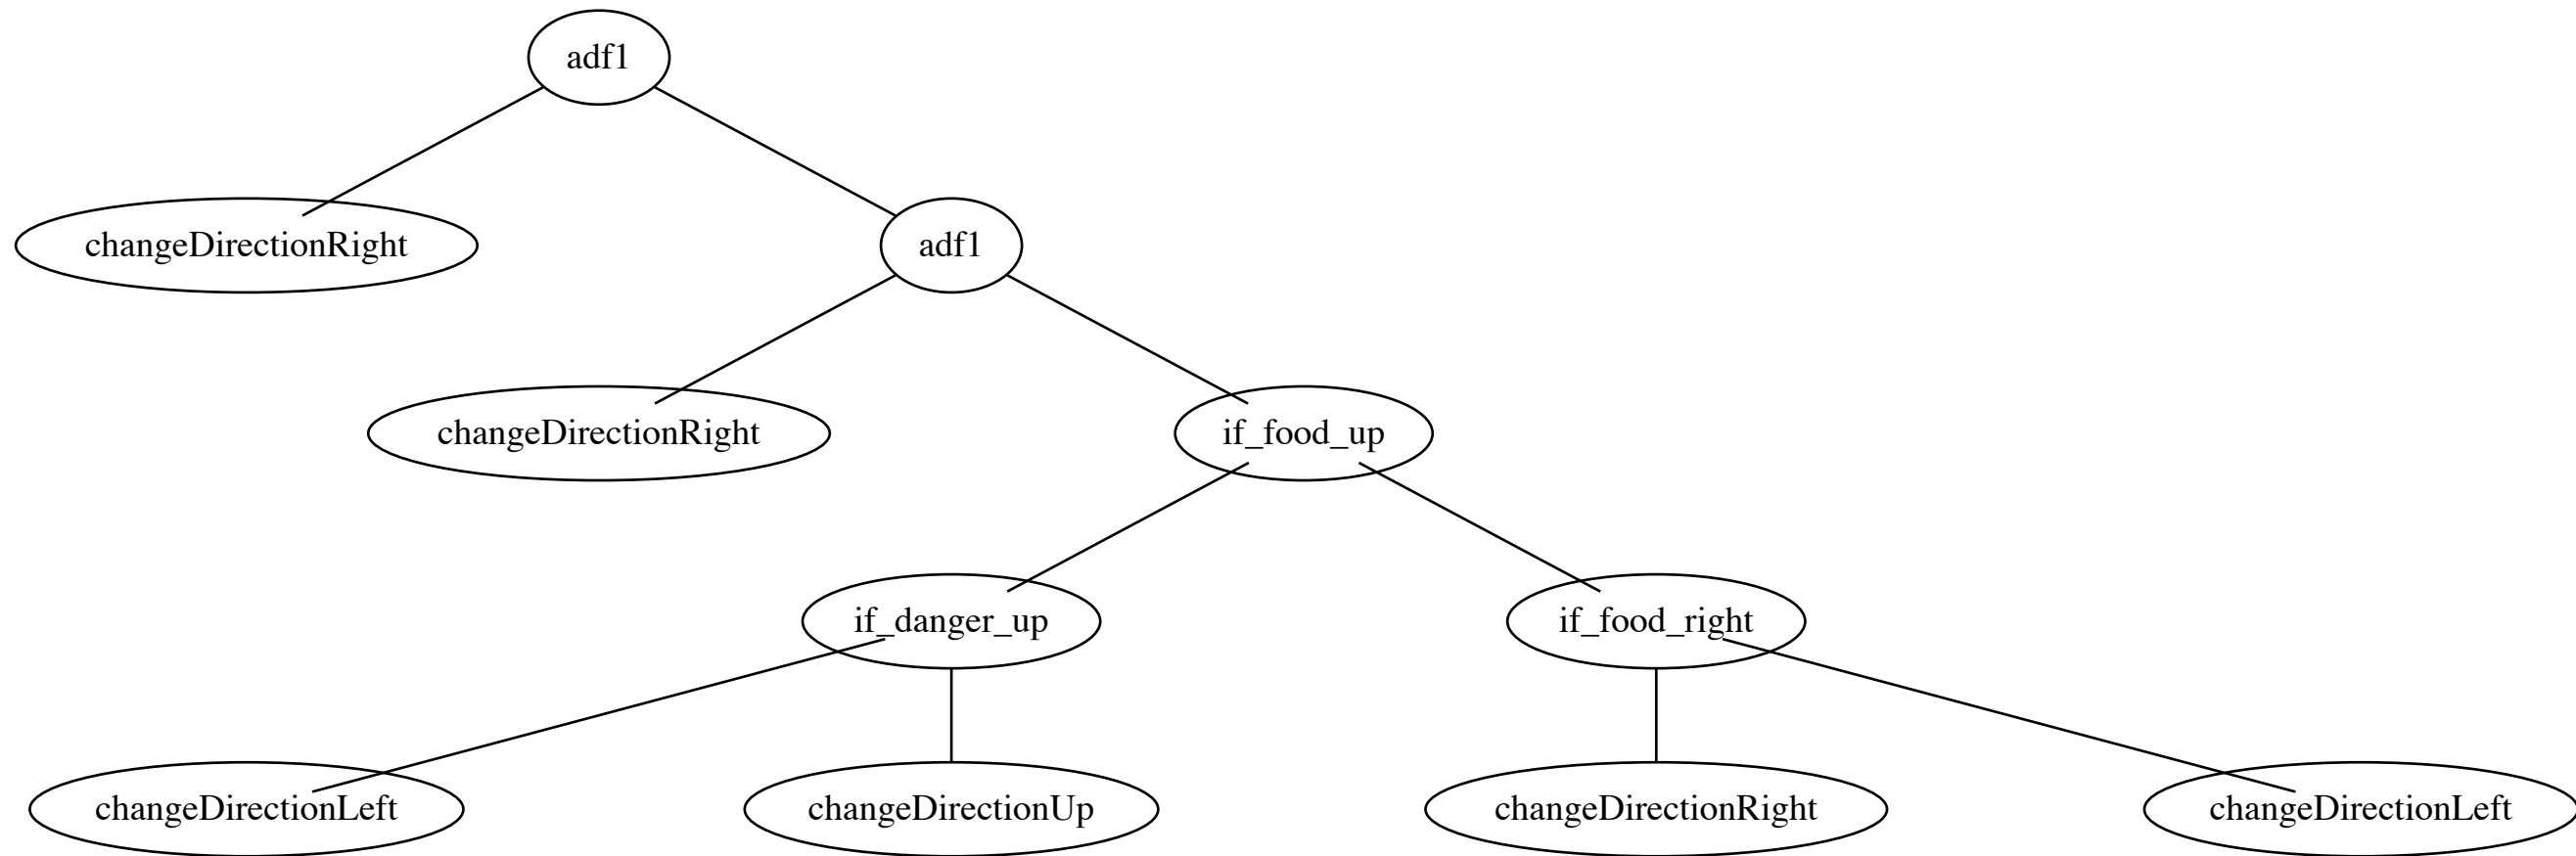 adf1
changeDirectionRight
adf1
changeDirectionRight
if_food_up
if_danger_up
if_food_right
changeDirectionLeft
changeDirectionUp
changeDirectionRight
changeDirectionLeft